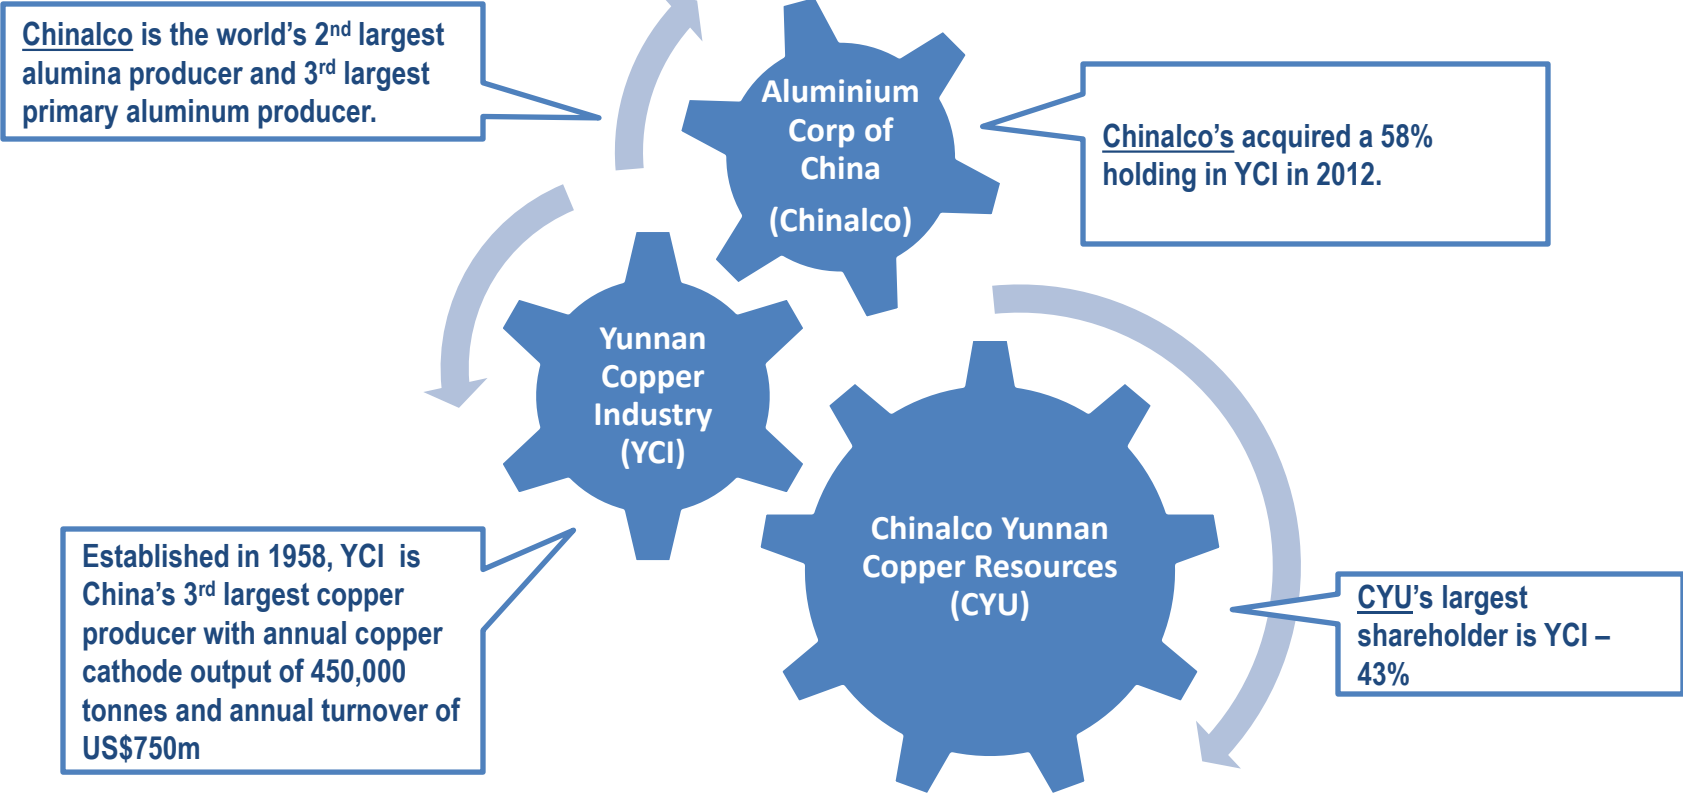 Chinalco is the world’s 2nd largest
alumina producer and 3rd largest
primary aluminum producer.
Aluminium
Corp of
China
(Chinalco)
Chinalco’s acquired a 58%
holding in YCI in 2012.
Yunnan
Copper
Industry
(YCI)
Chinalco Yunnan
Copper Resources
(CYU)
Established in 1958, YCI  is
China’s 3rd largest copper
producer with annual copper
cathode output of 450,000
tonnes and annual turnover of
US$750m
CYU’s largest
shareholder is YCI –
43%